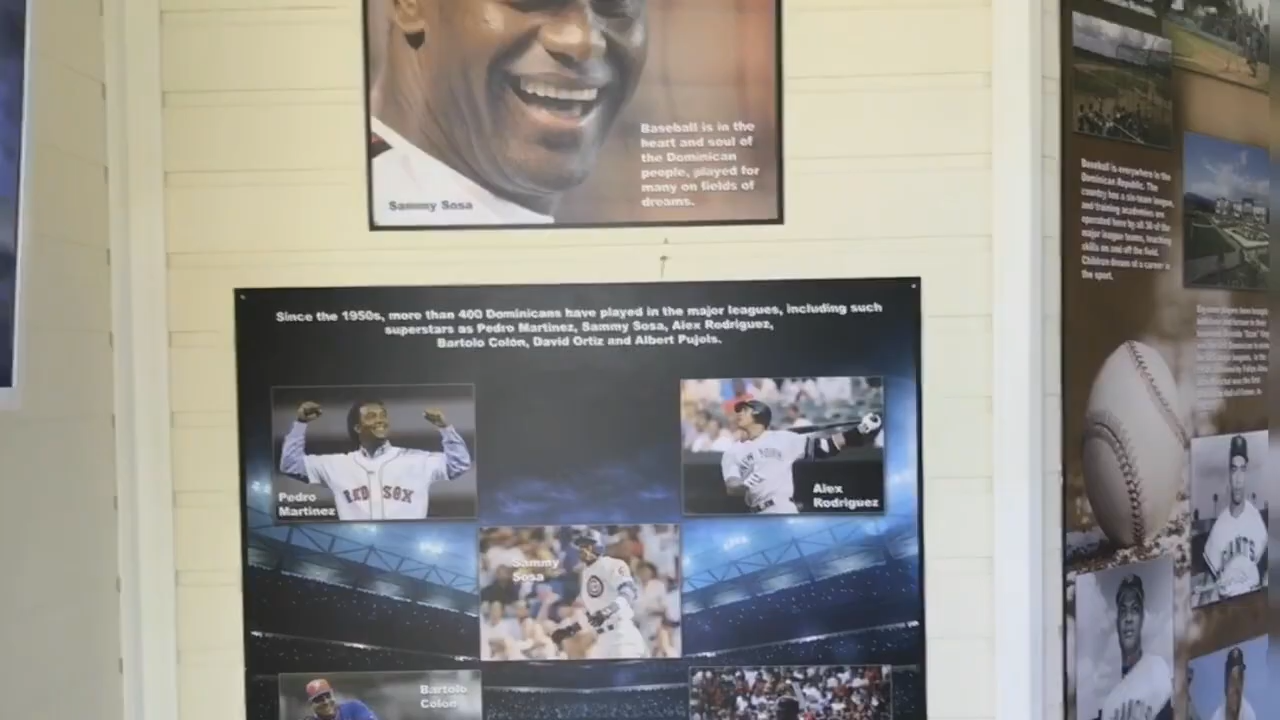 Baseball is in the
heart and soul of
the Dominican
people, played for
many on fields of
dreams.
Sammy Sosa
Since the 1950s, more than 400 Dominicans have played in the major leagues, including such
superstars as Pedro Martinez, Sammy Sosa, Alex Rodriguez,
Bartolo Colón, David Ortiz and Albert Pujols.
Pedro
Martinez
RED SOX
Alex
Rodriguez
NEW YORK
Sammy
Sosa
Bartolo
Colón
Baseball is everywhere in the
Dominican Republic. The
country has a six-team league,
and training academies are
operated here by all 30 of the
major league teams, teaching
skills on and off the field.
Children dream of a career in
the sport.
GIANTS